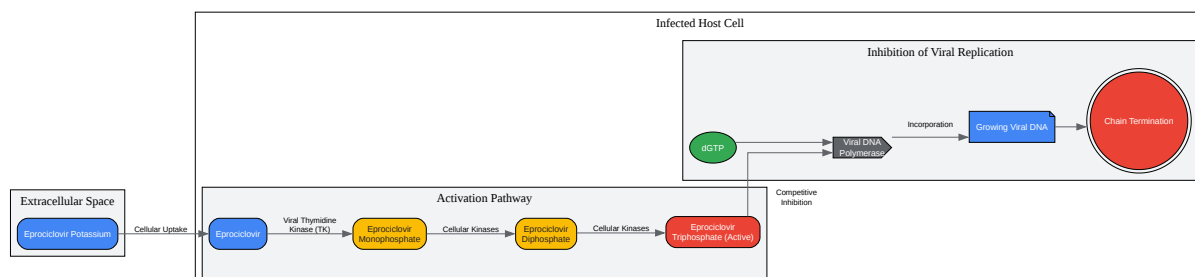 Infected Host Cell
Inhibition of Viral Replication
Chain Termination
Incorporation
Growing Viral DNA
dGTP
Viral DNA
Polymerase
Competitive
Inhibition
Activation Pathway
Extracellular Space
Eprociclovir Potassium
Cellular Uptake
Eprociclovir
Viral Thymidine
Kinase (TK)
Eprociclovir
Monophosphate
Cellular Kinases
Eprociclovir
Diphosphate
Cellular Kinases
Eprociclovir
Triphosphate (Active)